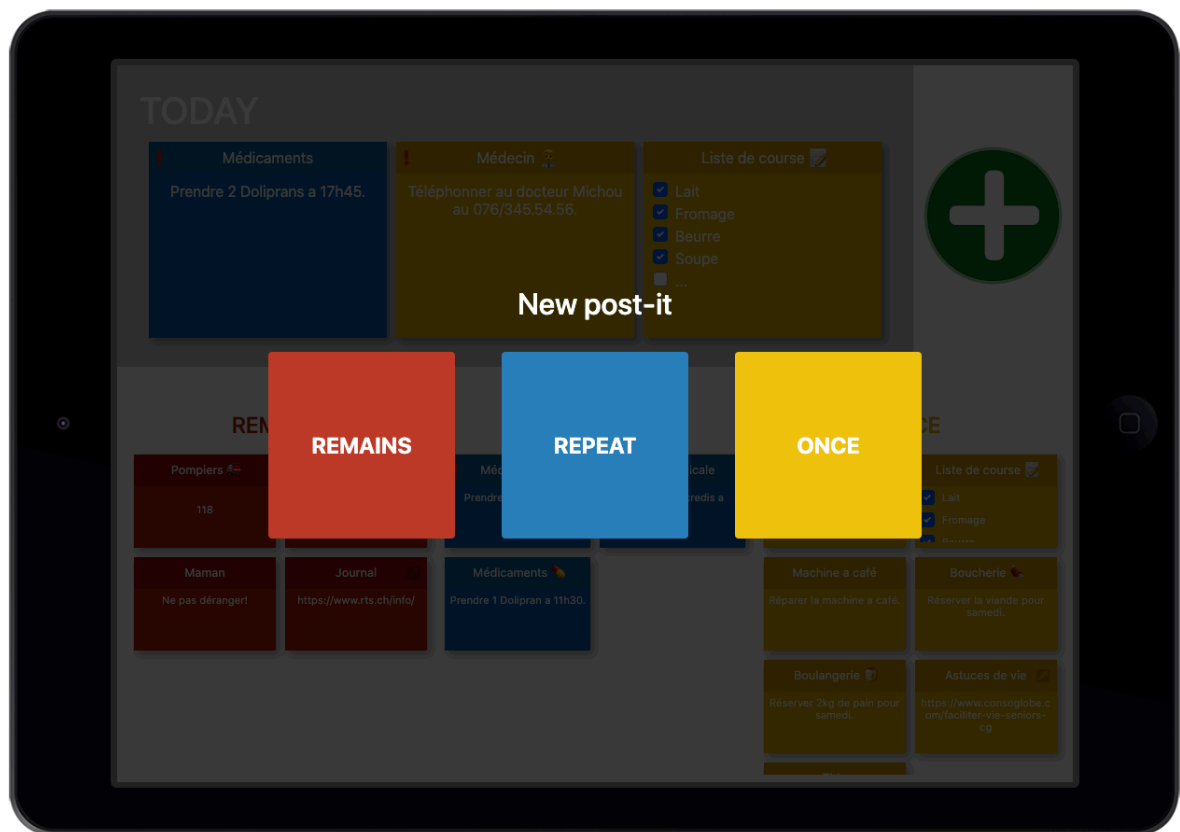 TODAY
Médicaments
Prendre 2 Doliprans a 17h45.
Médecin
Téléphonner au docteur Michou
au 076/345.54.56.
Liste de course
Lait
Fromage
Beurre
Soupe
...
New post-it
REMAINS
REPEAT
ONCE
Pompiers
118
Liste de course
Lait
Fromage
Maman
Ne pas déranger!
Journal
https://www.rts.ch/info/
Médicaments
Prendre 1 Dolipran a 11h30.
Machine a café
Réparer la machine a café.
Boucherie
Réserver la viande pour
samedi.
Boulangerie
Réserver 2kg de pain pour
samedi.
Astuces de vie
https://www.consoglobe.c
om/faciliter-vie-seniors-
cg